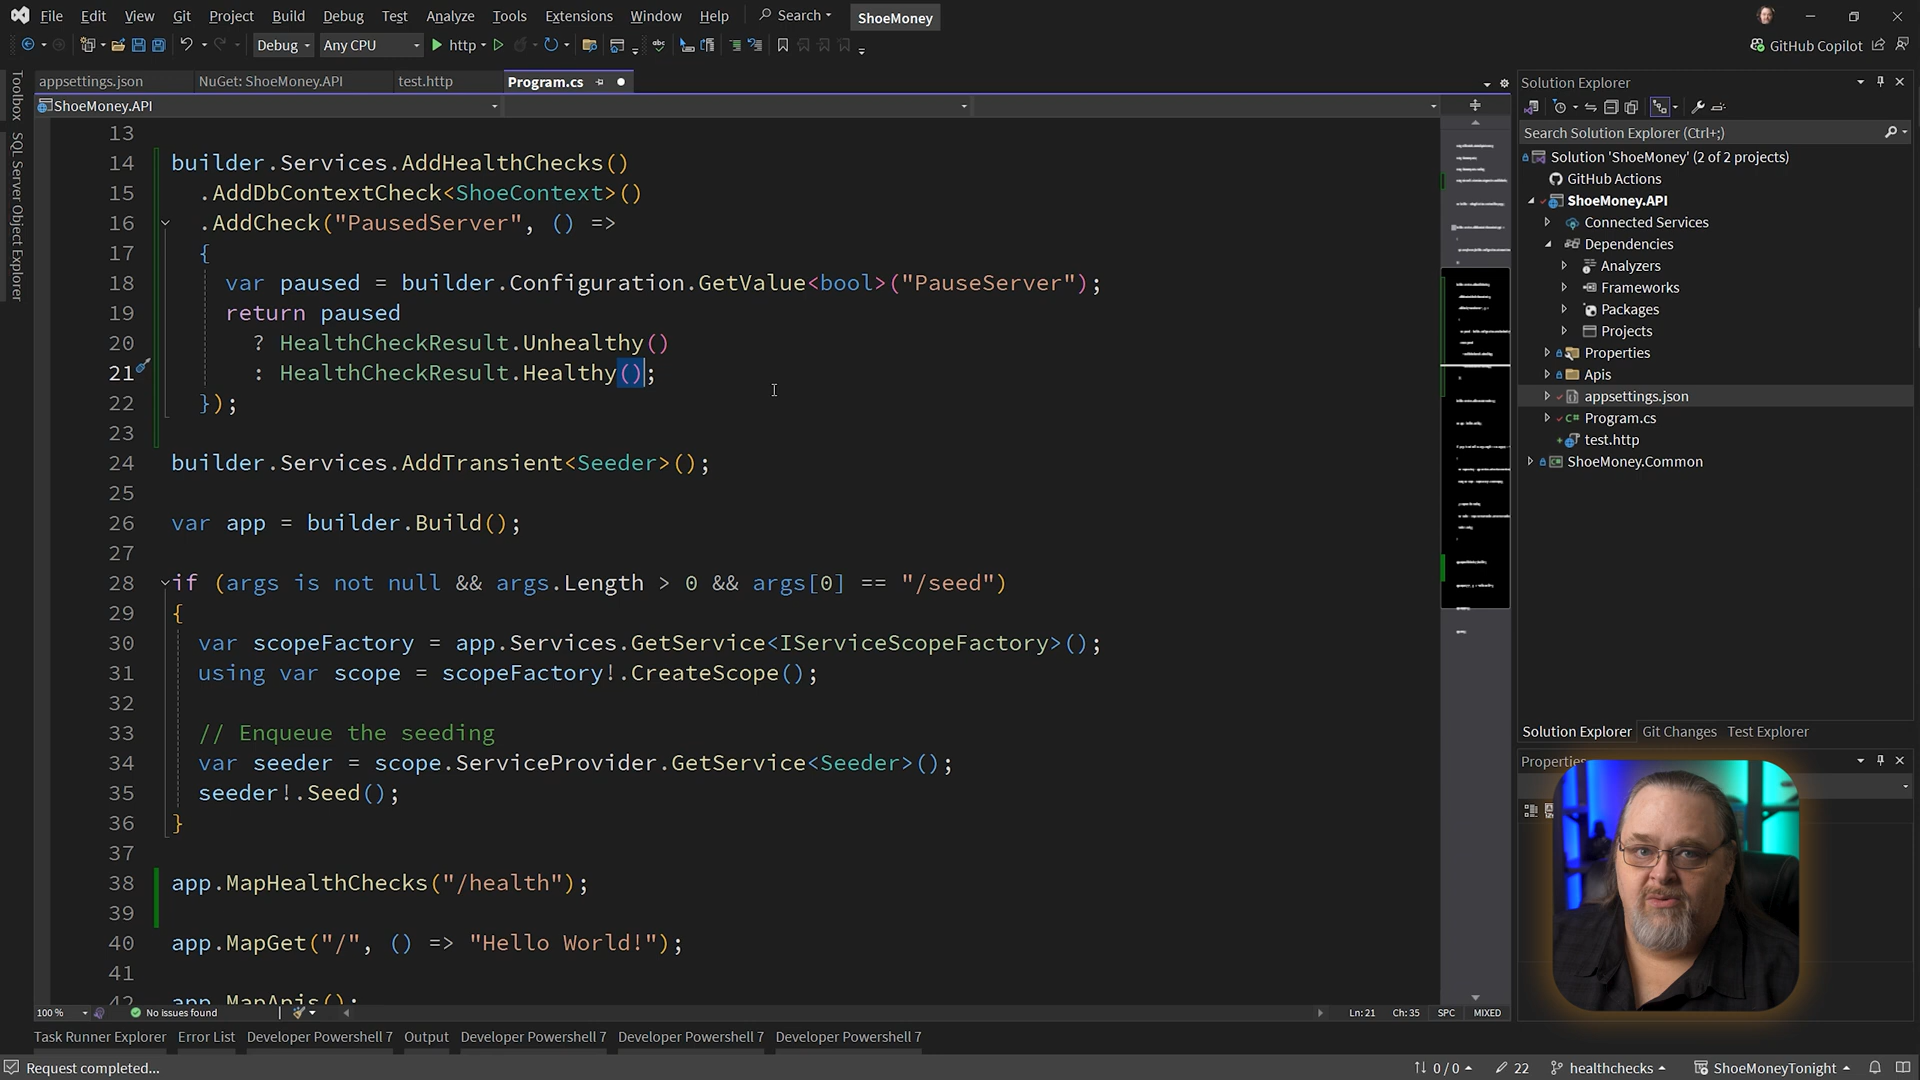 File Edit View Git Project Build Debug Test Analyze Tools Extensions Window Help Search ShoeMoney
Debug Any CPU http GitHub Copilot
appsettings.json NuGet: ShoeMoney.API test.http Program.cs
ShoeMoney.API
13
14 builder.Services.AddHealthChecks()
15 .AddDbContextCheck<ShoeContext>()
16 .AddCheck("PausedServer", () =>
17 {
18 var paused = builder.Configuration.GetValue<bool>("PauseServer");
19 return paused
20 ? HealthCheckResult.Unhealthy()
21 : HealthCheckResult.Healthy();
22 });
23
24 builder.Services.AddTransient<Seeder>();
25
26 var app = builder.Build();
27
28 if (args is not null && args.Length > 0 && args[0] == "/seed")
29 {
30 var scopeFactory = app.Services.GetService<IServiceScopeFactory>();
31 using var scope = scopeFactory!.CreateScope();
32
33 // Enqueue the seeding
34 var seeder = scope.ServiceProvider.GetService<Seeder>();
35 seeder!.Seed();
36 }
37
38 app.MapHealthChecks("/health");
39
40 app.MapGet("/", () => "Hello World!");
41
42 app.MapApis();
100 % No issues found Ln: 21 Ch: 35 SPC MIXED
Task Runner Explorer Error List Developer Powershell 7 Output Developer Powershell 7 Developer Powershell 7 Developer Powershell 7
Request completed... 0 / 0 22 healthchecks ShoeMoneyTonight
Toolbox
SQL Server Object Explorer
Solution Explorer
Search Solution Explorer (Ctrl+;)
Solution 'ShoeMoney' (2 of 2 projects)
GitHub Actions
ShoeMoney.API
Connected Services
Dependencies
Analyzers
Frameworks
Packages
Projects
Properties
Apis
appsettings.json
Program.cs
test.http
ShoeMoney.Common
Solution Explorer Git Changes Test Explorer
Properties